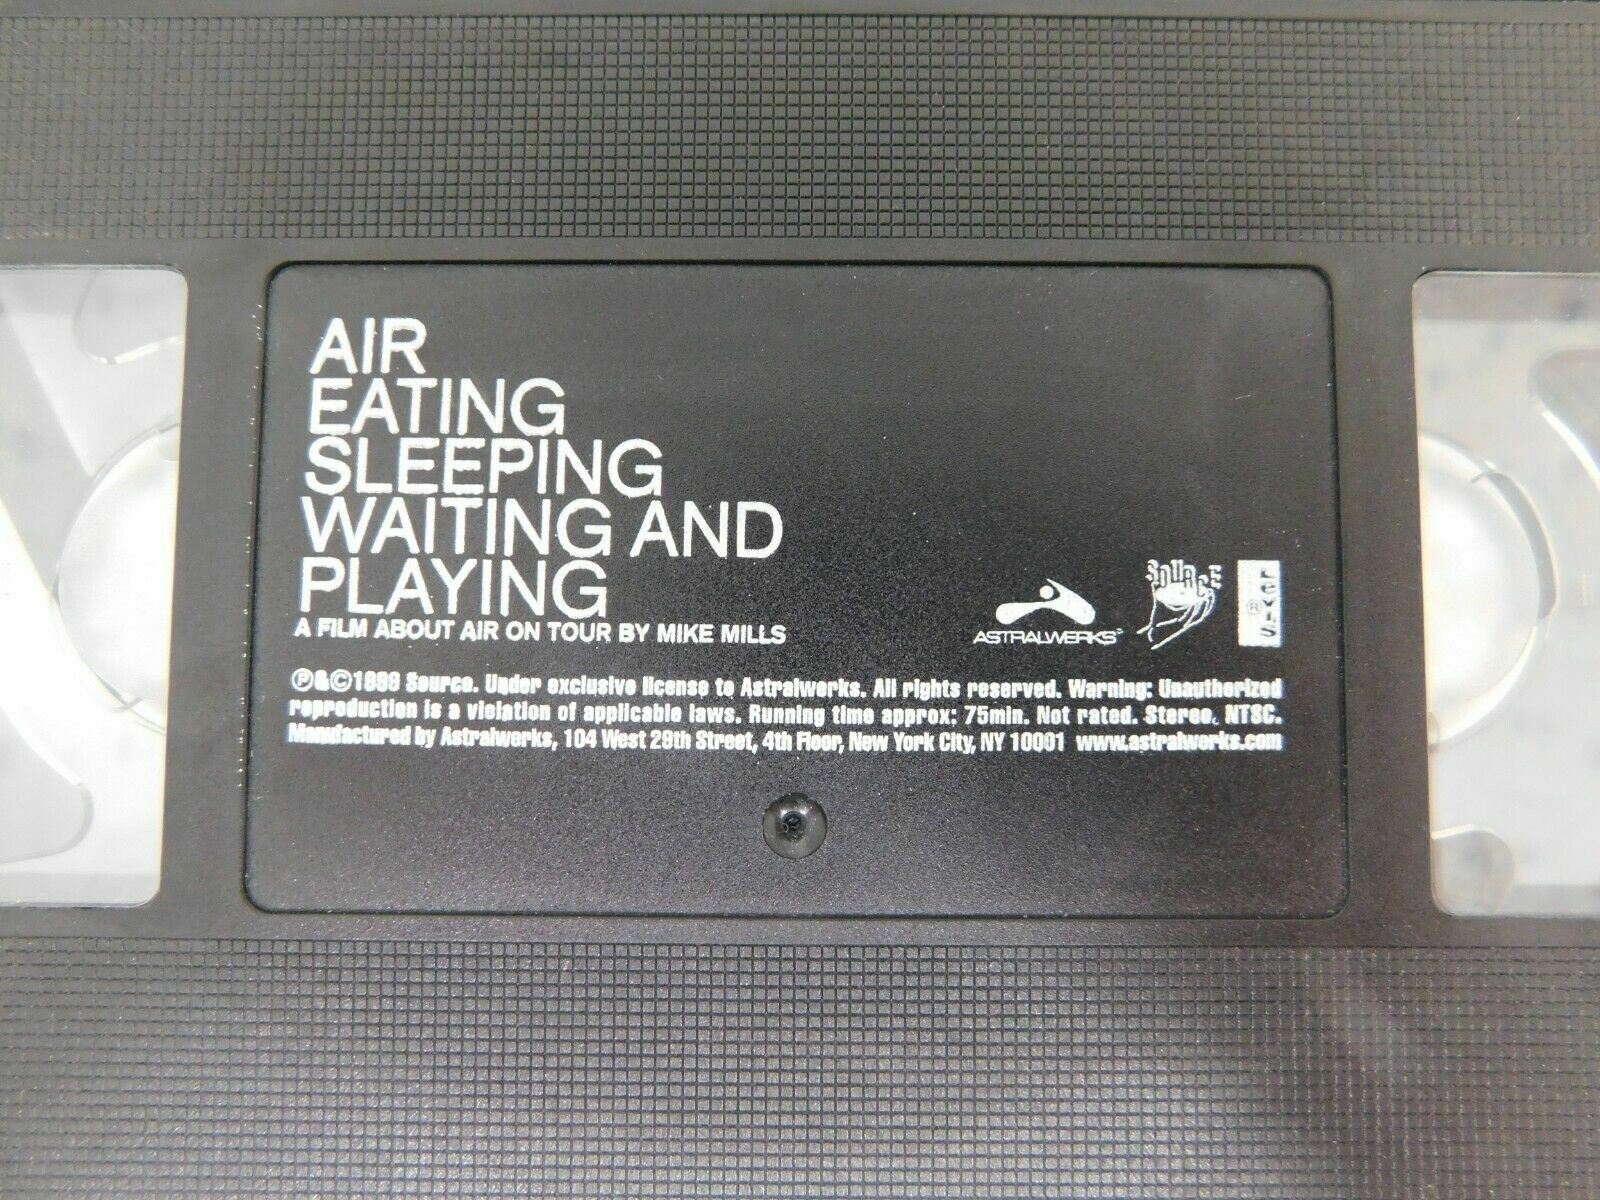 AIR
EATING
SLEEPING
WAITING AND
PLAYING
A FILM ABOUT AIR ON TOUR BY MIKE MILLS
ASTRALWERKS
SOURCE
Levi's
®
℗&©1999 Source. Under exclusive license to Astralwerks. All rights reserved. Warning: Unauthorized
reproduction is a violation of applicable laws. Running time approx: 75min. Not rated. Stereo. NTSC.
Manufactured by Astralwerks, 104 West 29th Street, 4th Floor, New York City, NY 10001 www.astralwerks.com